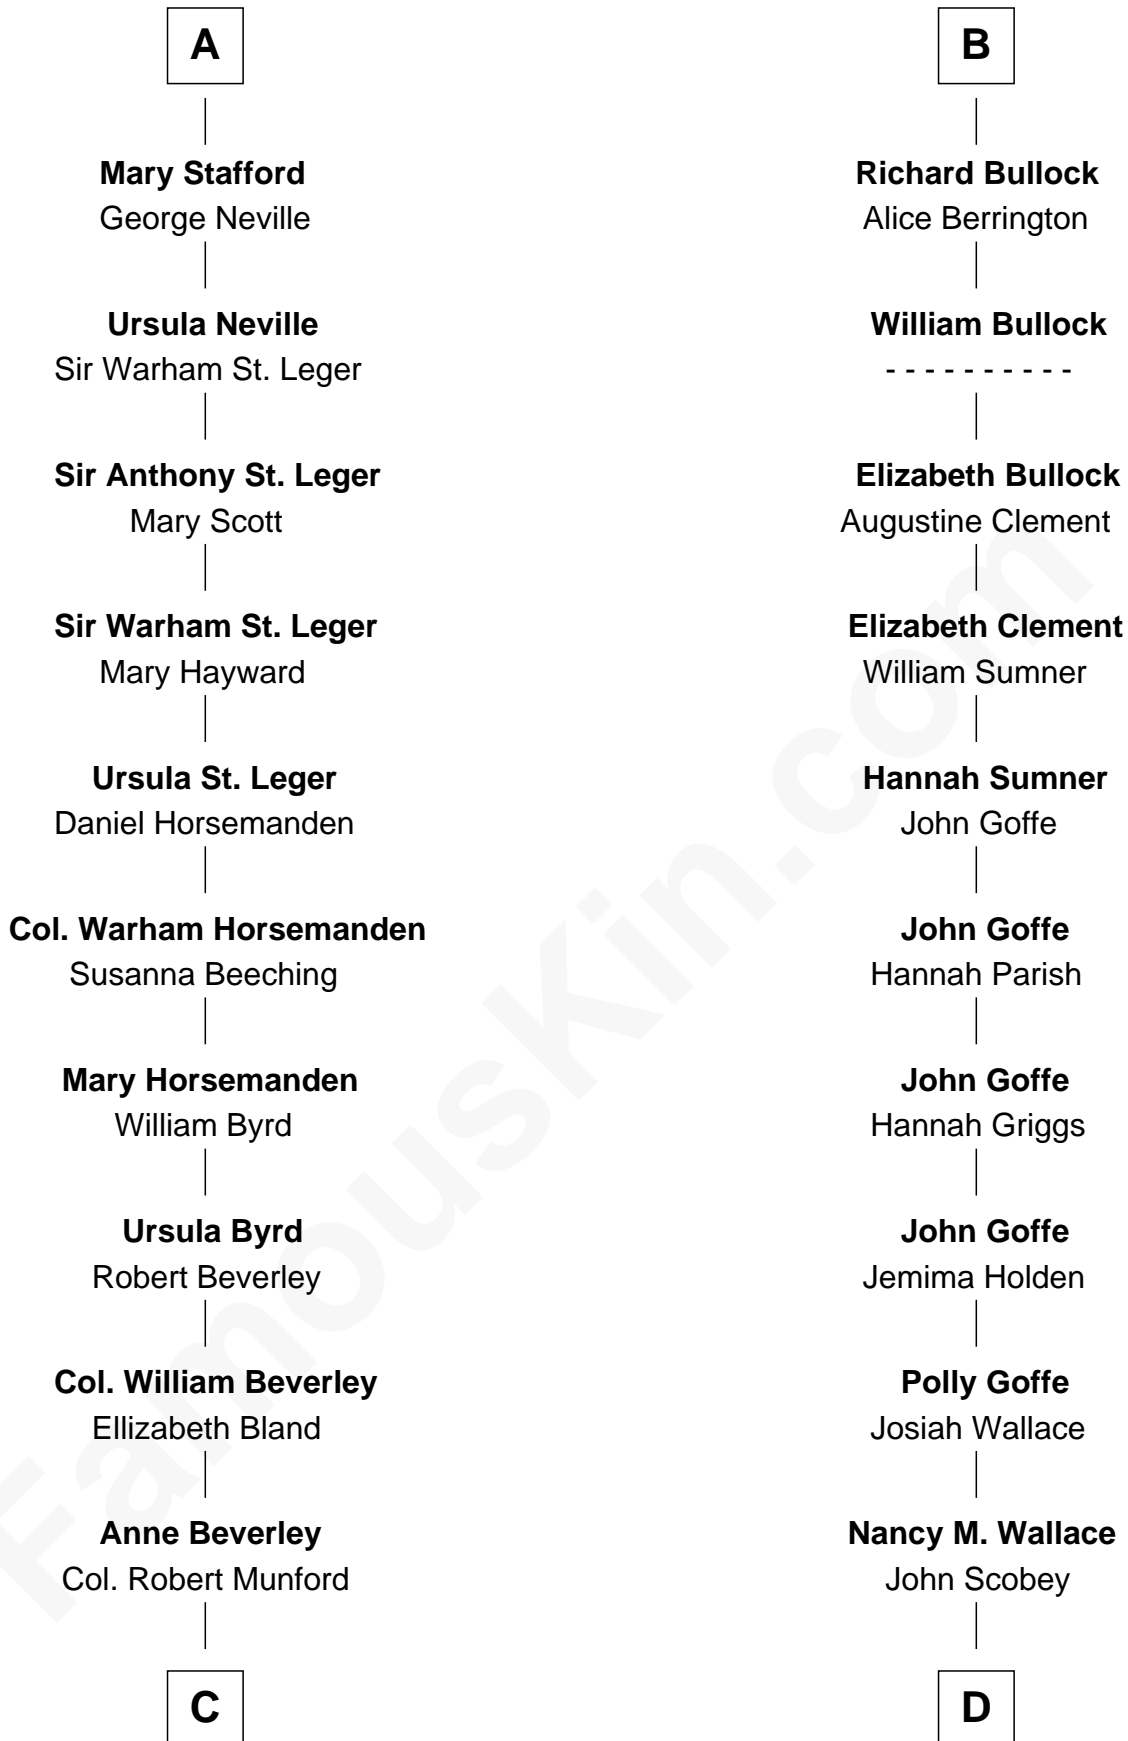 A
Mary Stafford
George Neville
Ursula Neville
Sir Warham St. Leger
Sir Anthony St. Leger
Mary Scott
Sir Warham St. Leger
Mary Hayward
Ursula St. Leger
Daniel Horsemanden
Col. Warham Horsemanden
Susanna Beeching
Mary Horsemanden
William Byrd
Ursula Byrd
Robert Beverley
Col. William Beverley
Ellizabeth Bland
Anne Beverley
Col. Robert Munford
C
B
Richard Bullock
Alice Berrington
William Bullock
- - - - - - - - - -
Elizabeth Bullock
Augustine Clement
Elizabeth Clement
William Sumner
Hannah Sumner
John Goffe
John Goffe
Hannah Parish
John Goffe
Hannah Griggs
John Goffe
Jemima Holden
Polly Goffe
Josiah Wallace
Nancy M. Wallace
John Scobey
D
FamousKin.com